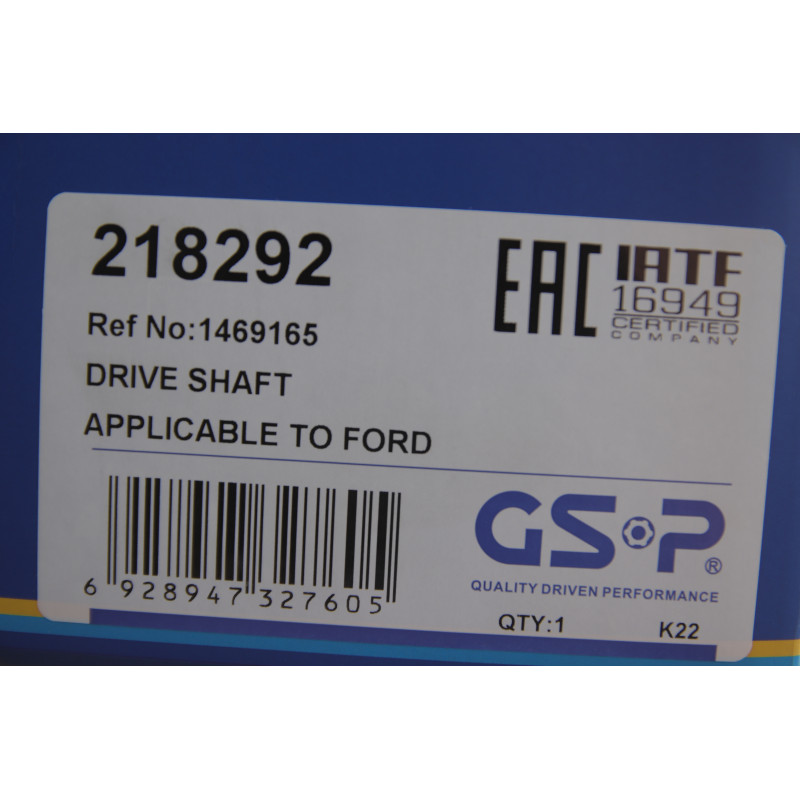 218292
Ref No:1469165
DRIVE SHAFT
APPLICABLE TO FORD
EAC
IATF
16949
CERTIFIED
COMPANY
6 928947 327605
GSP®
QUALITY DRIVEN PERFORMANCE
QTY:1 K22